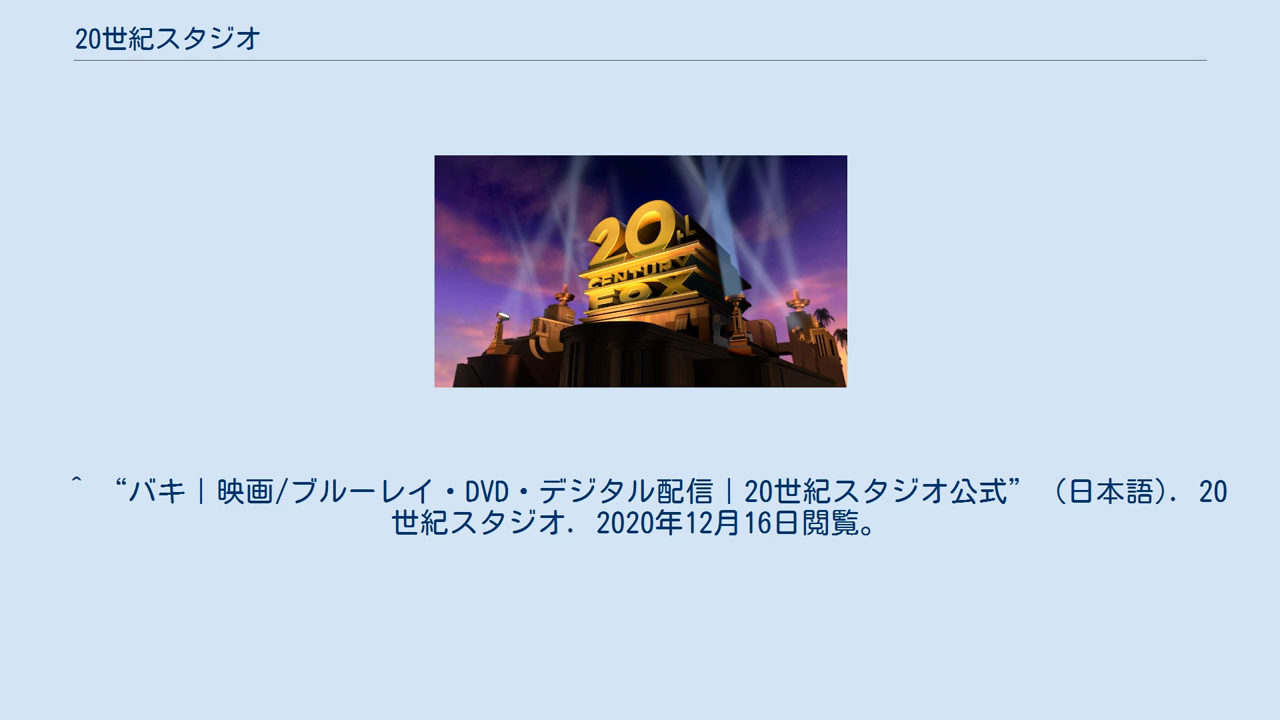 20世紀スタジオ
20th
CENTURY
FOX
^ “バキ｜映画/ブルーレイ・DVD・デジタル配信｜20世紀スタジオ公式” （日本語）. 20
世紀スタジオ. 2020年12月16日閲覧。